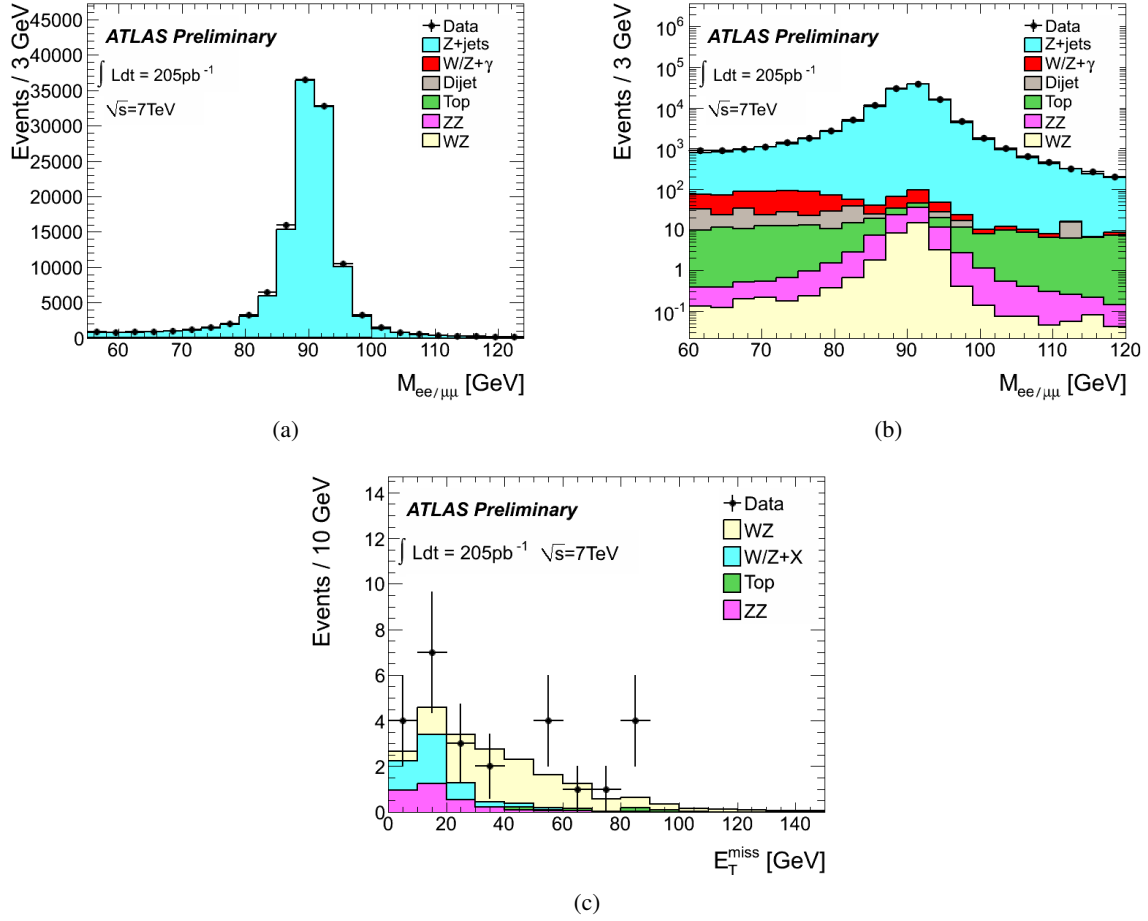 Events / 3 GeV
45000
40000
35000
30000
25000
20000
15000
10000
5000
0
ATLAS Preliminary
∫ Ldt = 205pb⁻¹
√s=7TeV
Data
Z+jets
W/Z+γ
Dijet
Top
ZZ
WZ
60 70 80 90 100 110 120
M_ee/μμ [GeV]
(a)
Events / 3 GeV
10⁶
10⁵
10⁴
10³
10²
10
1
10⁻¹
ATLAS Preliminary
∫ Ldt = 205pb⁻¹
√s=7TeV
Data
Z+jets
W/Z+γ
Dijet
Top
ZZ
WZ
60 70 80 90 100 110 120
M_ee/μμ [GeV]
(b)
Events / 10 GeV
14
12
10
8
6
4
2
0
ATLAS Preliminary
∫ Ldt = 205pb⁻¹ √s=7TeV
Data
WZ
W/Z+X
Top
ZZ
0 20 40 60 80 100 120 140
E_T^miss [GeV]
(c)